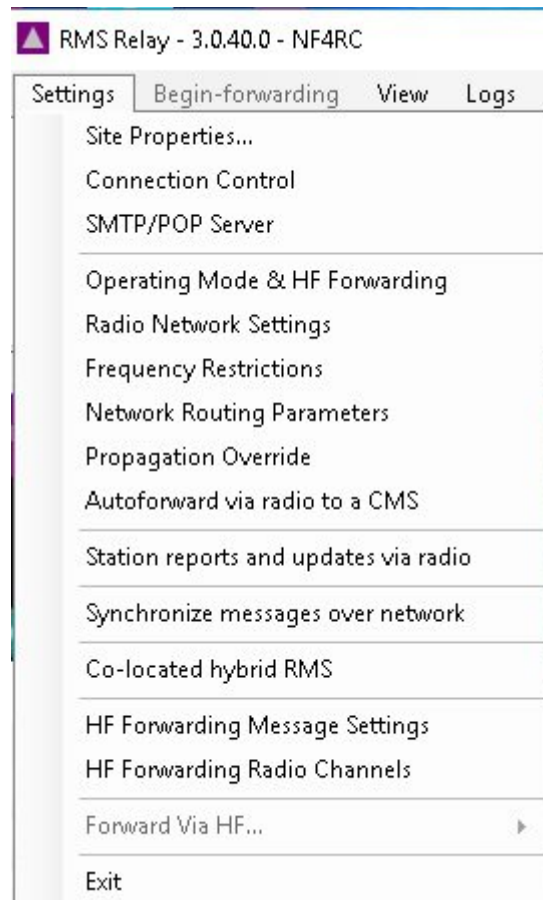 RMS Relay - 3.0.40.0 - NF4RC
Settings Begin-forwarding View Logs
Site Properties...
Connection Control
SMTP/POP Server
Operating Mode & HF Forwarding
Radio Network Settings
Frequency Restrictions
Network Routing Parameters
Propagation Override
Autoforward via radio to a CMS
Station reports and updates via radio
Synchronize messages over network
Co-located hybrid RMS
HF Forwarding Message Settings
HF Forwarding Radio Channels
Forward Via HF...
Exit